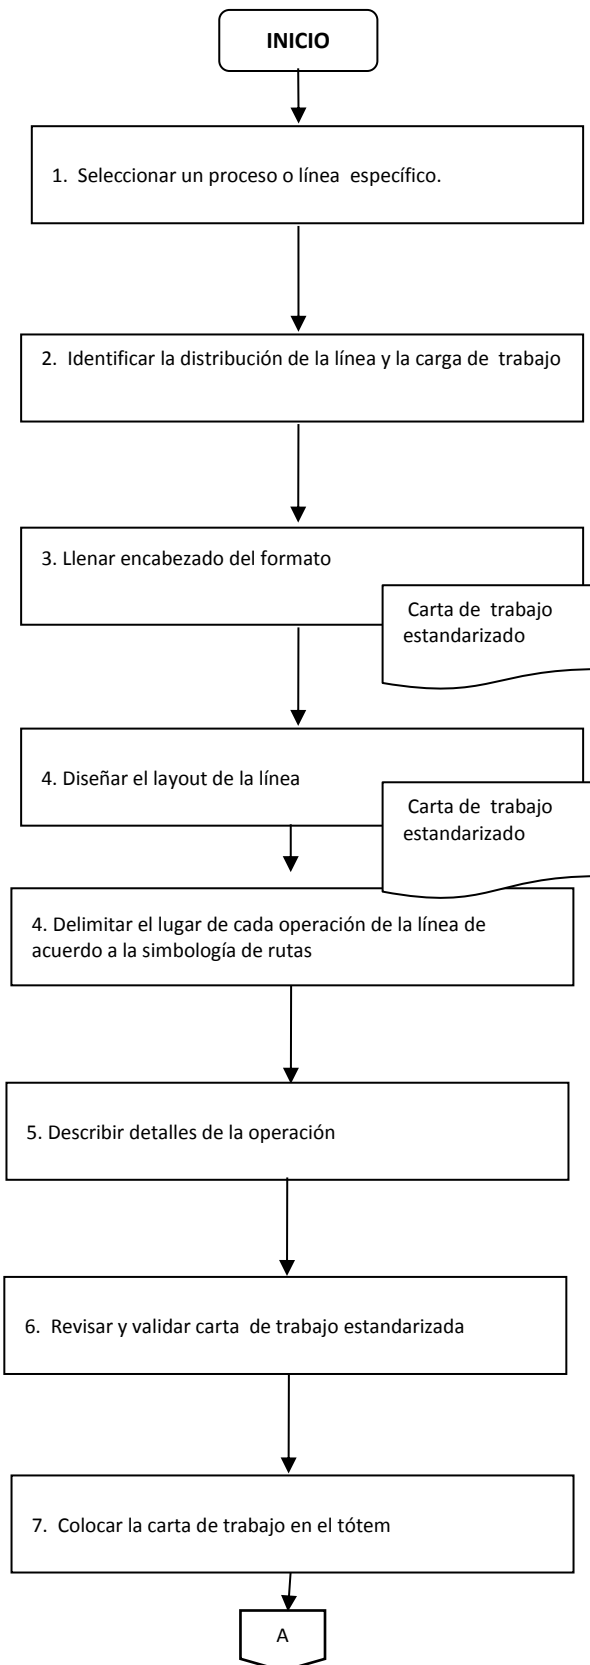 INICIO
1. Seleccionar un proceso o línea específico.
2. Identificar la distribución de la línea y la carga de trabajo
3. Llenar encabezado del formato
Carta de trabajo
estandarizado
4. Diseñar el layout de la línea
Carta de trabajo
estandarizado
4. Delimitar el lugar de cada operación de la línea de
acuerdo a la simbología de rutas
5. Describir detalles de la operación
6. Revisar y validar carta de trabajo estandarizada
7. Colocar la carta de trabajo en el tótem
A